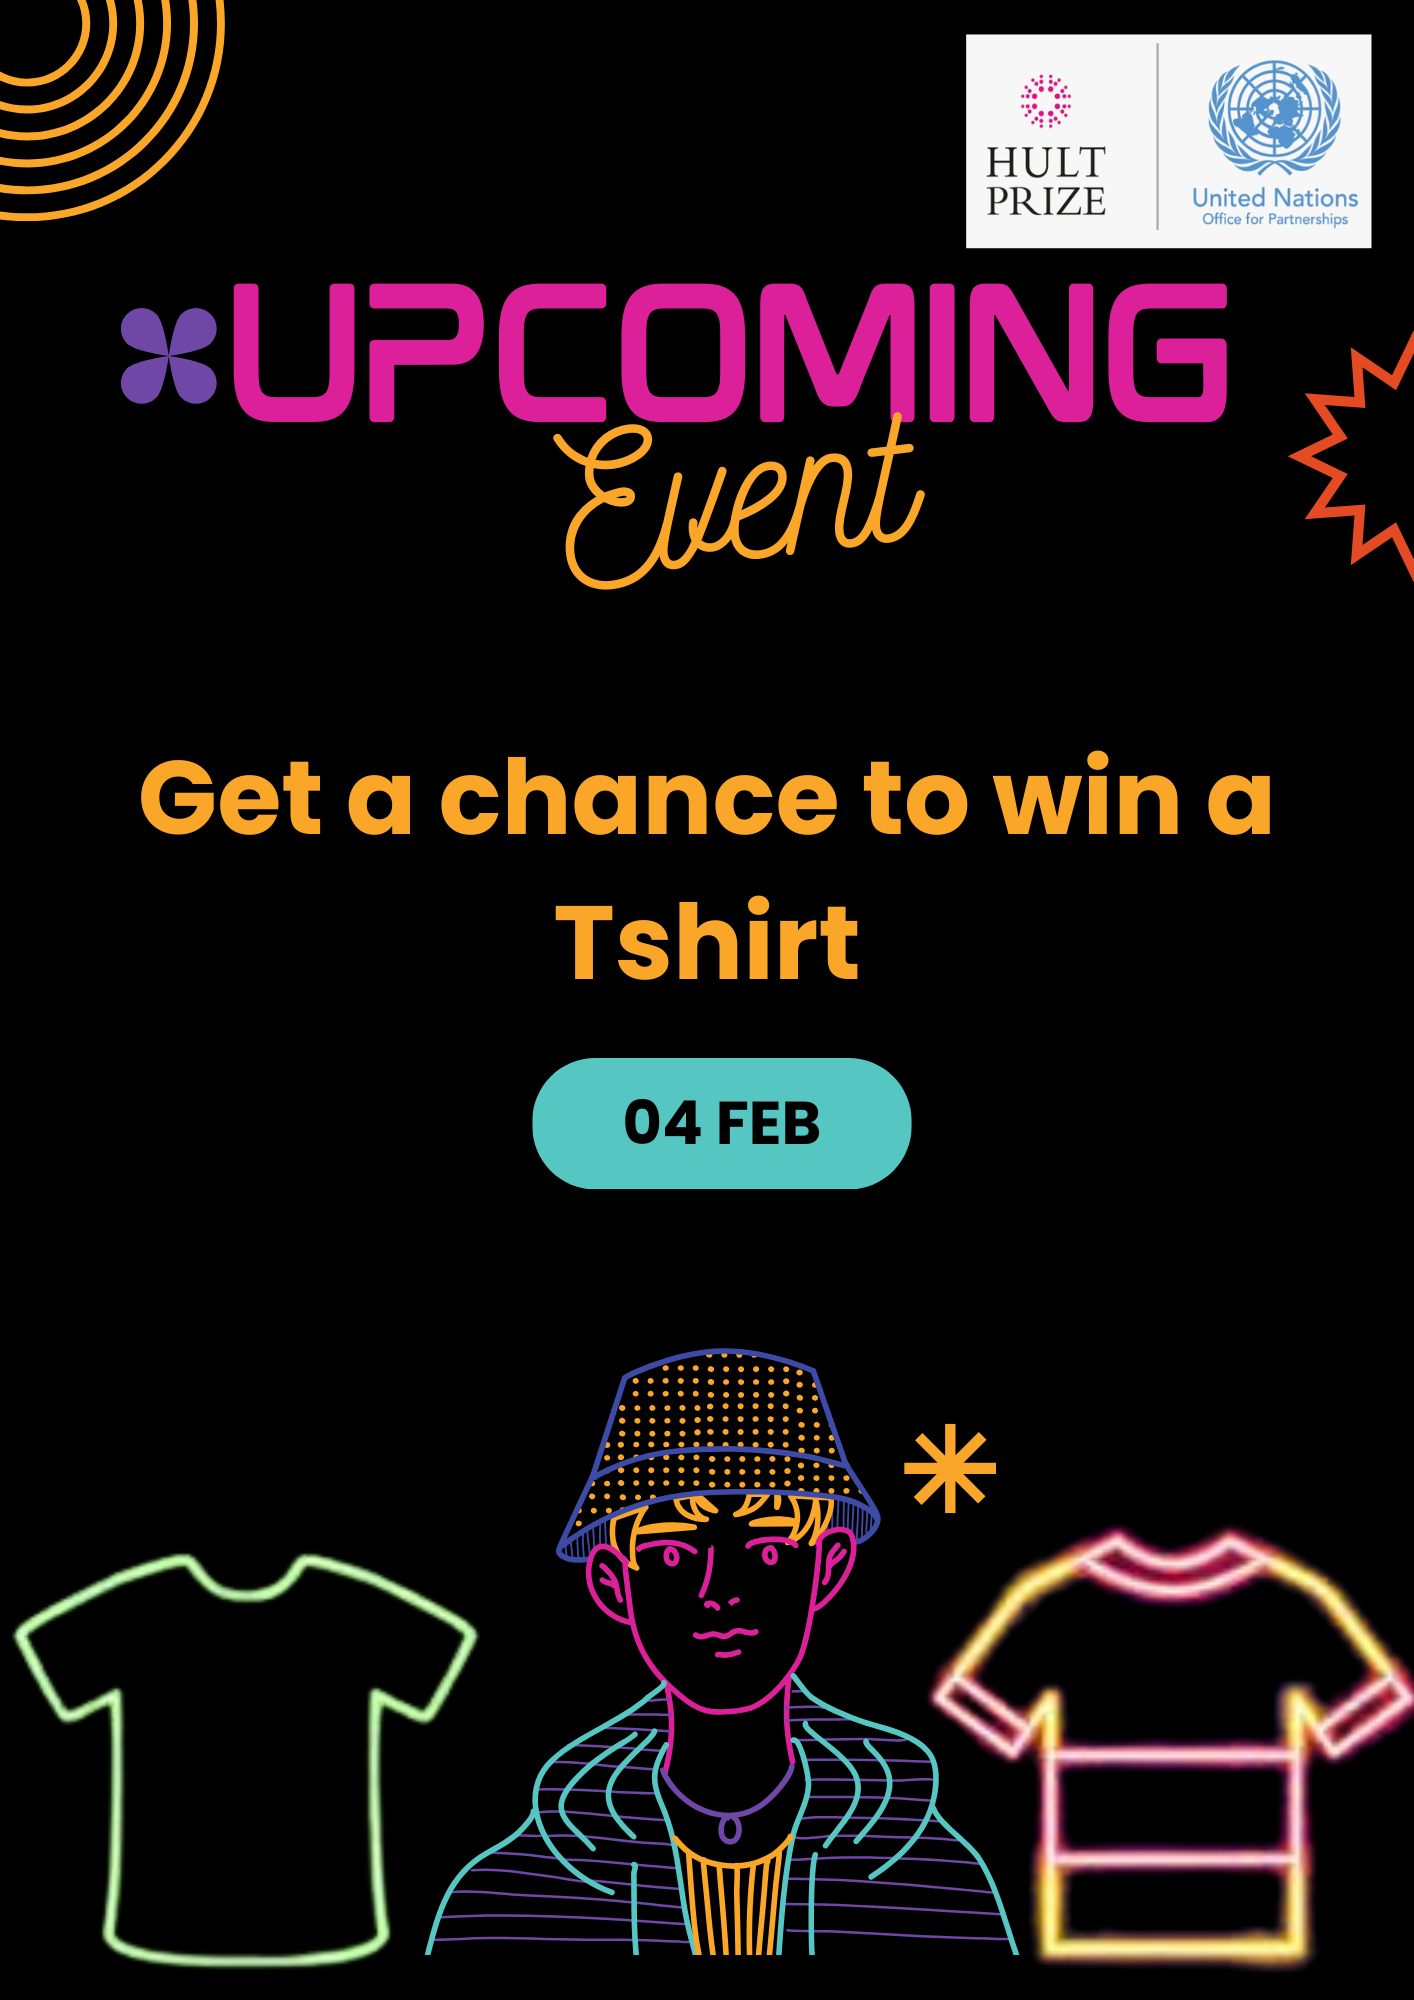 HULT
PRIZE
United Nations
Office for Partnerships
UPCOMING
Event
Get a chance to win a
Tshirt
04 FEB